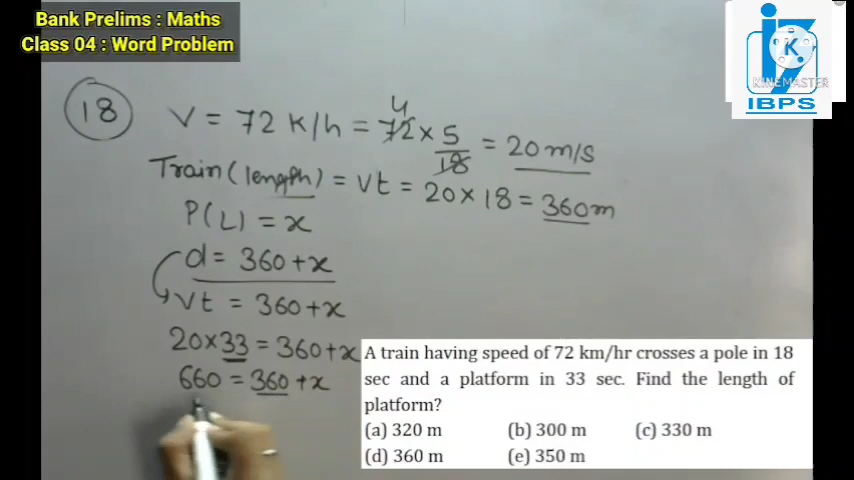 Bank Prelims : Maths
Class 04 : Word Problem
KINEMASTER
IBPS
18
V = 72 K/h = 72 × 5/18 = 20 m/s
4
Train (length) = Vt = 20 × 18 = 360 m
P(L) = x
d = 360 + x
Vt = 360 + x
20 × 33 = 360 + x
660 = 360 + x
A train having speed of 72 km/hr crosses a pole in 18
sec and a platform in 33 sec. Find the length of
platform?
(a) 320 m (b) 300 m (c) 330 m
(d) 360 m (e) 350 m